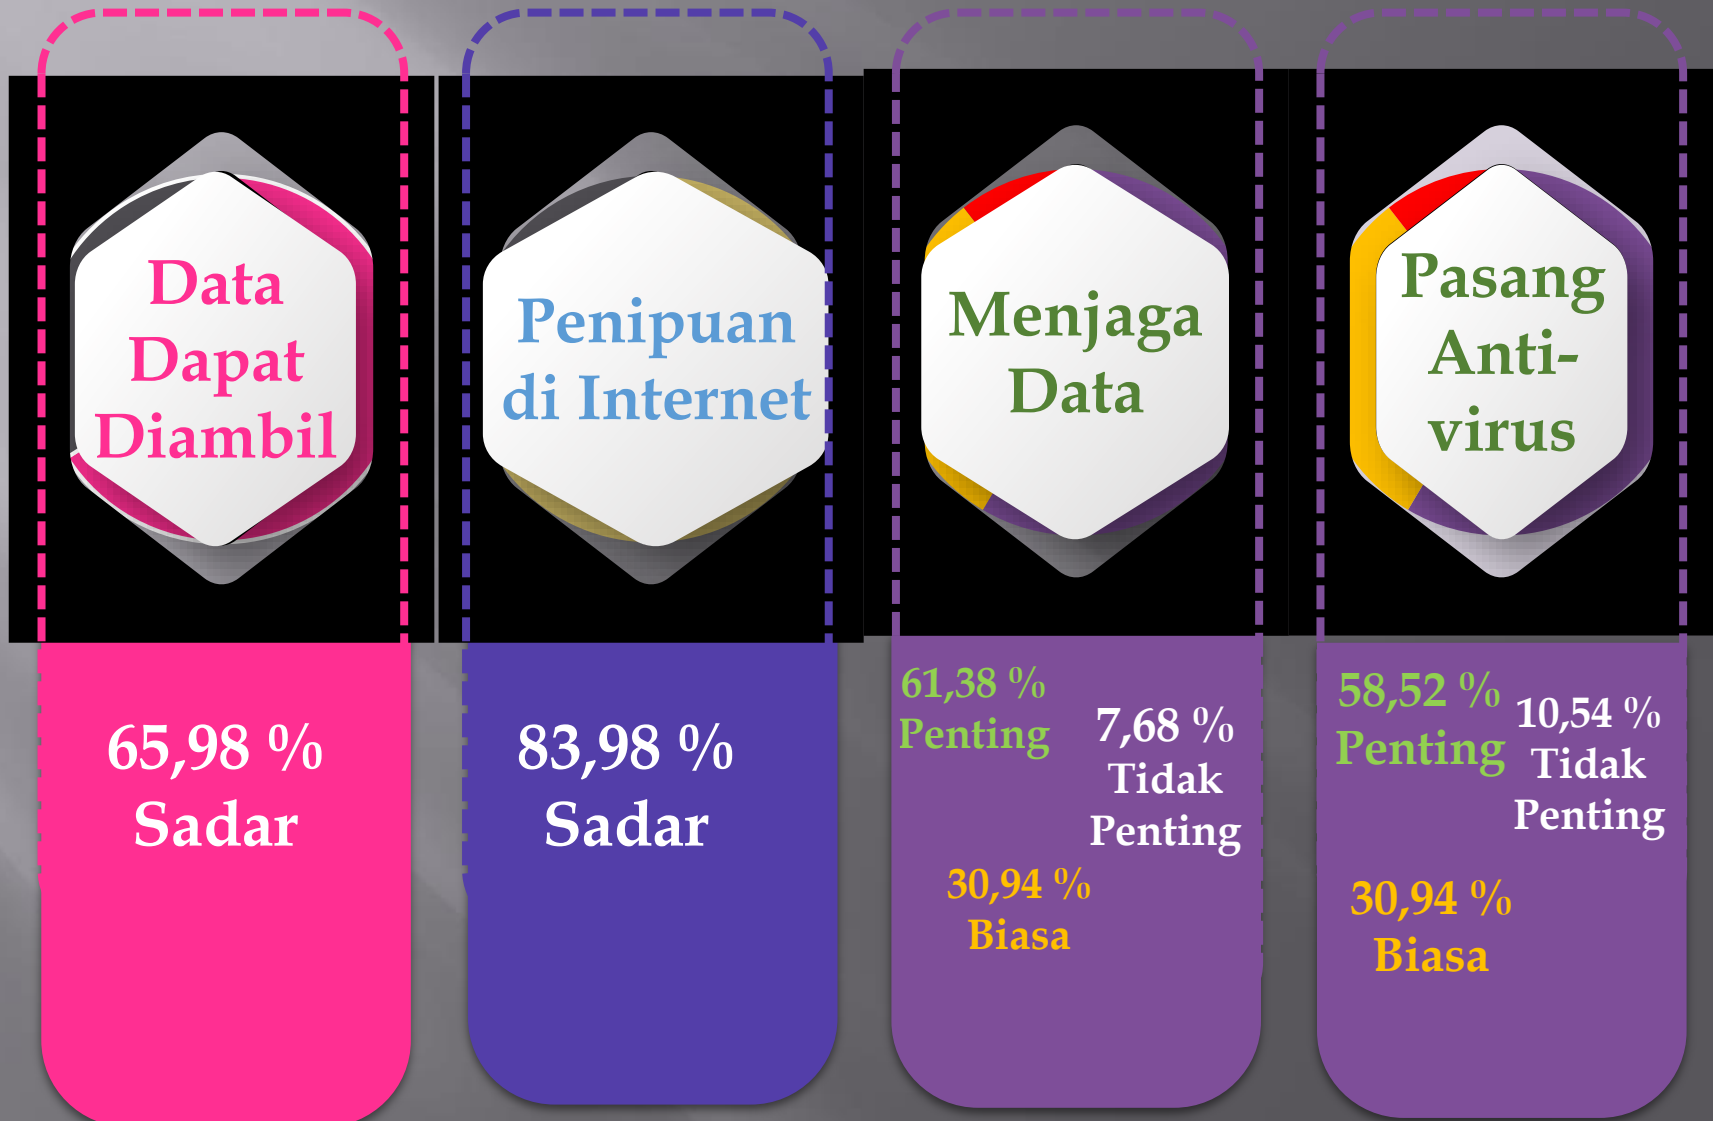 Data
Dapat
Diambil
65,98 %
Sadar
Penipuan
di Internet
83,98 %
Sadar
Menjaga
Data
61,38 %
Penting
7,68 %
Tidak
Penting
30,94 %
Biasa
Pasang
Anti-
virus
58,52 %
Penting
10,54 %
Tidak
Penting
30,94 %
Biasa